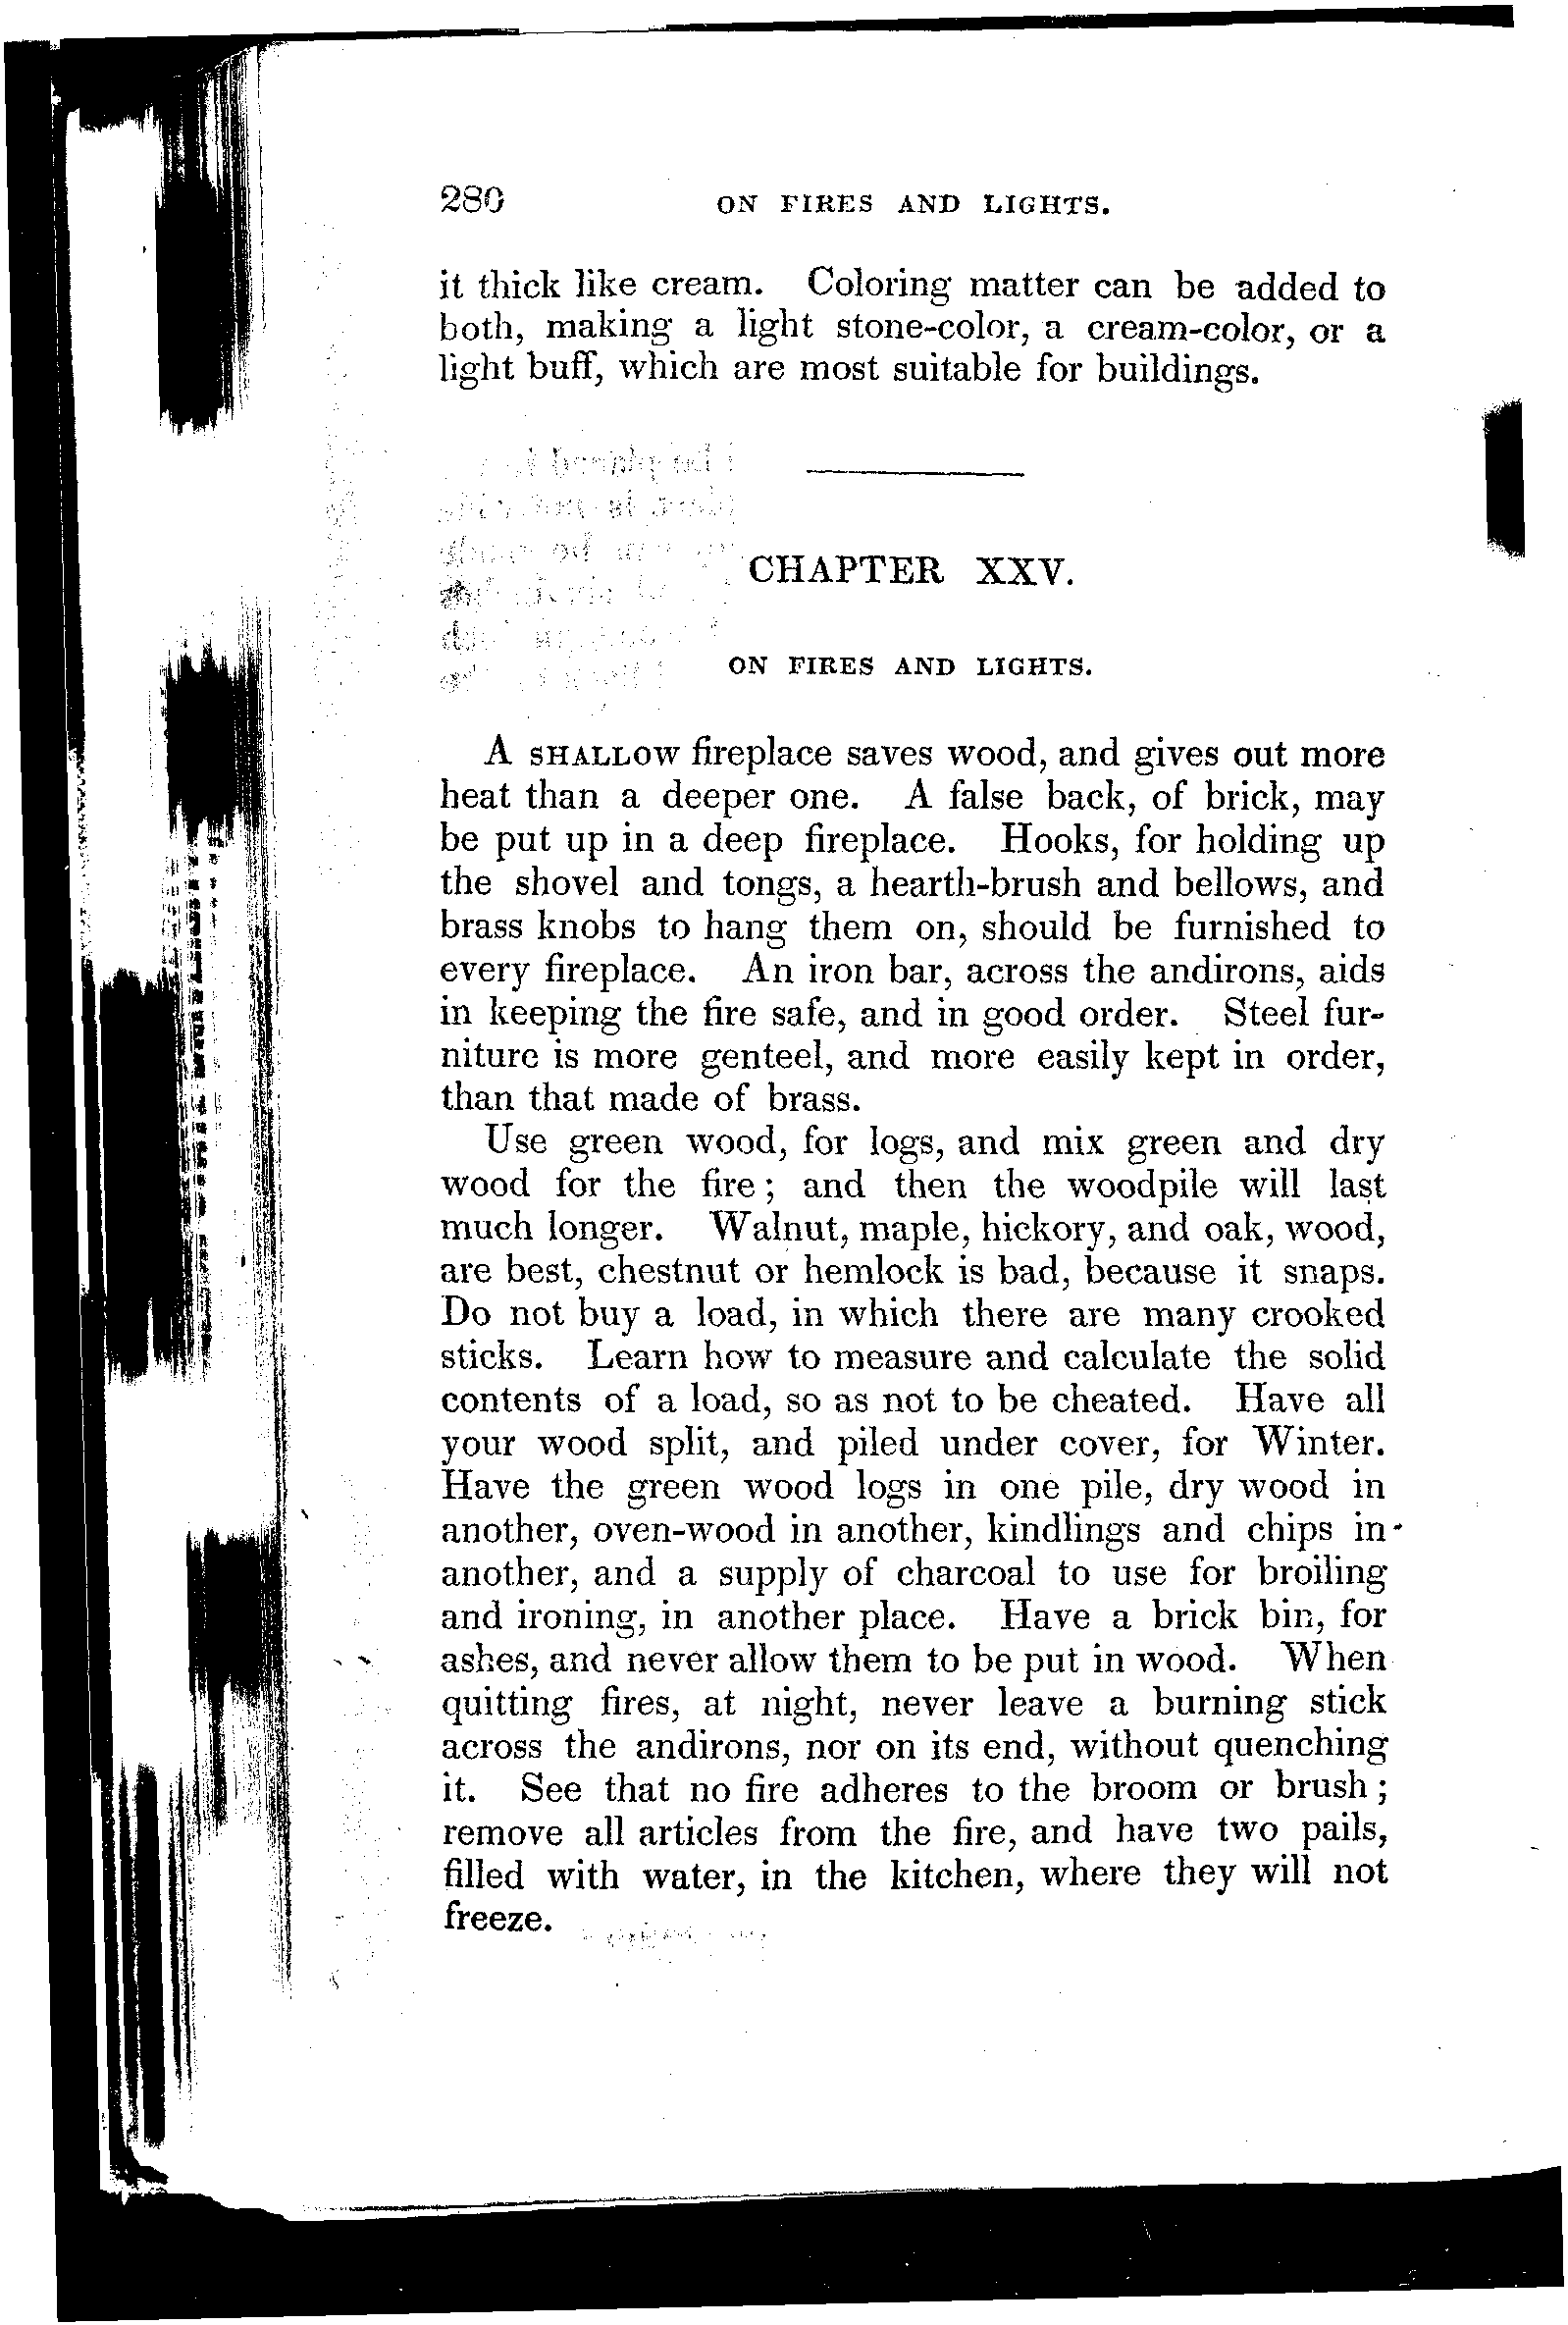 280 ON FIRES AND LIGHTS.
it thick like cream. Coloring matter can be added to
both, making a light stone-color, a cream-color, or a
light buff, which are most suitable for buildings.
CHAPTER XXV.
ON FIRES AND LIGHTS.
A SHALLOW fireplace saves wood, and gives out more
heat than a deeper one. A false back, of brick, may
be put up in a deep fireplace. Hooks, for holding up
the shovel and tongs, a hearth-brush and bellows, and
brass knobs to hang them on, should be furnished to
every fireplace. An iron bar, across the andirons, aids
in keeping the fire safe, and in good order. Steel fur-
niture is more genteel, and more easily kept in order,
than that made of brass.
Use green wood, for logs, and mix green and dry
wood for the fire; and then the woodpile will last
much longer. Walnut, maple, hickory, and oak, wood,
are best, chestnut or hemlock is bad, because it snaps.
Do not buy a load, in which there are many crooked
sticks. Learn how to measure and calculate the solid
contents of a load, so as not to be cheated. Have all
your wood split, and piled under cover, for Winter.
Have the green wood logs in one pile, dry wood in
another, oven-wood in another, kindlings and chips in
another, and a supply of charcoal to use for broiling
and ironing, in another place. Have a brick bin, for
ashes, and never allow them to be put in wood. When
quitting fires, at night, never leave a burning stick
across the andirons, nor on its end, without quenching
it. See that no fire adheres to the broom or brush;
remove all articles from the fire, and have two pails,
filled with water, in the kitchen, where they will not
freeze.